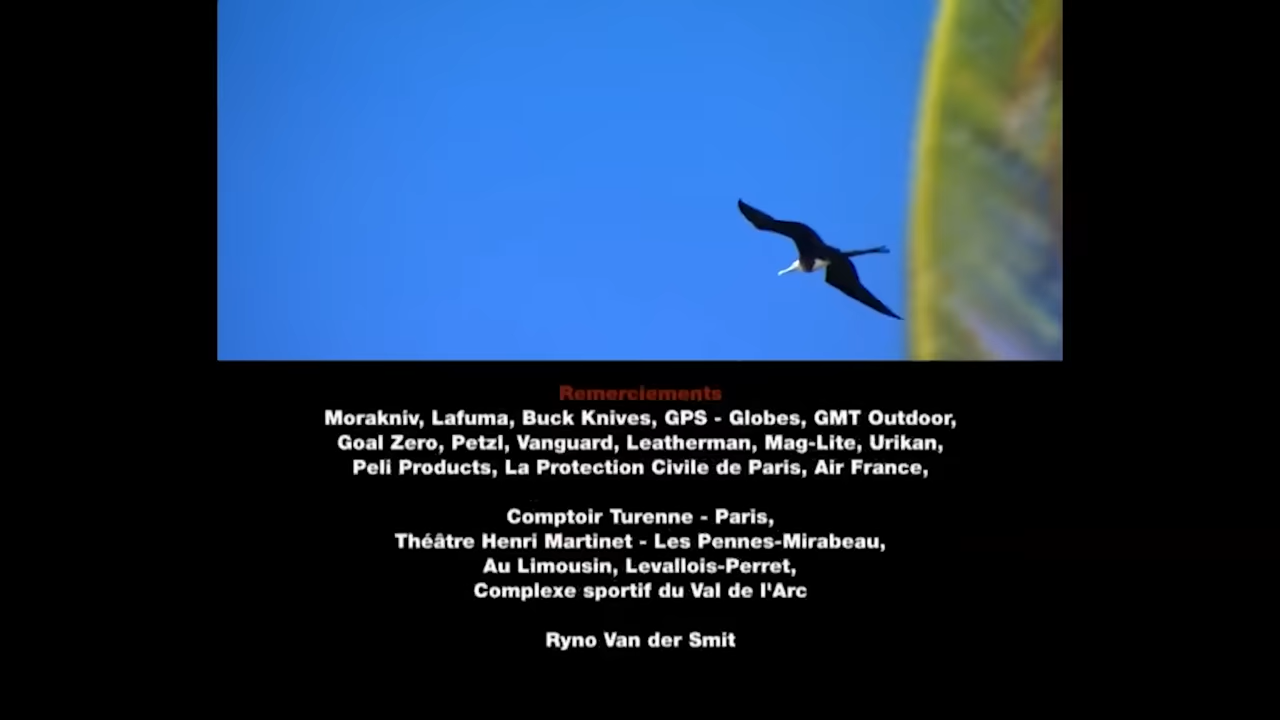 Remerciements
Morakniv, Lafuma, Buck Knives, GPS - Globes, GMT Outdoor,
Goal Zero, Petzl, Vanguard, Leatherman, Mag-Lite, Urikan,
Peli Products, La Protection Civile de Paris, Air France,
Comptoir Turenne - Paris,
Théâtre Henri Martinet - Les Pennes-Mirabeau,
Au Limousin, Levallois-Perret,
Complexe sportif du Val de l'Arc
Ryno Van der Smit